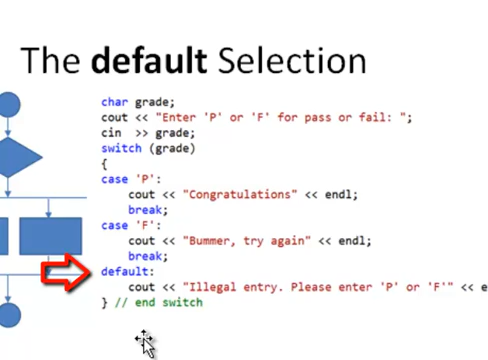 The default Selection
char grade;
cout << "Enter 'P' or 'F' for pass or fail: ";
cin >> grade;
switch (grade)
{
case 'P':
cout << "Congratulations" << endl;
break;
case 'F':
cout << "Bummer, try again" << endl;
break;
default:
cout << "Illegal entry. Please enter 'P' or 'F'" << e
} // end switch